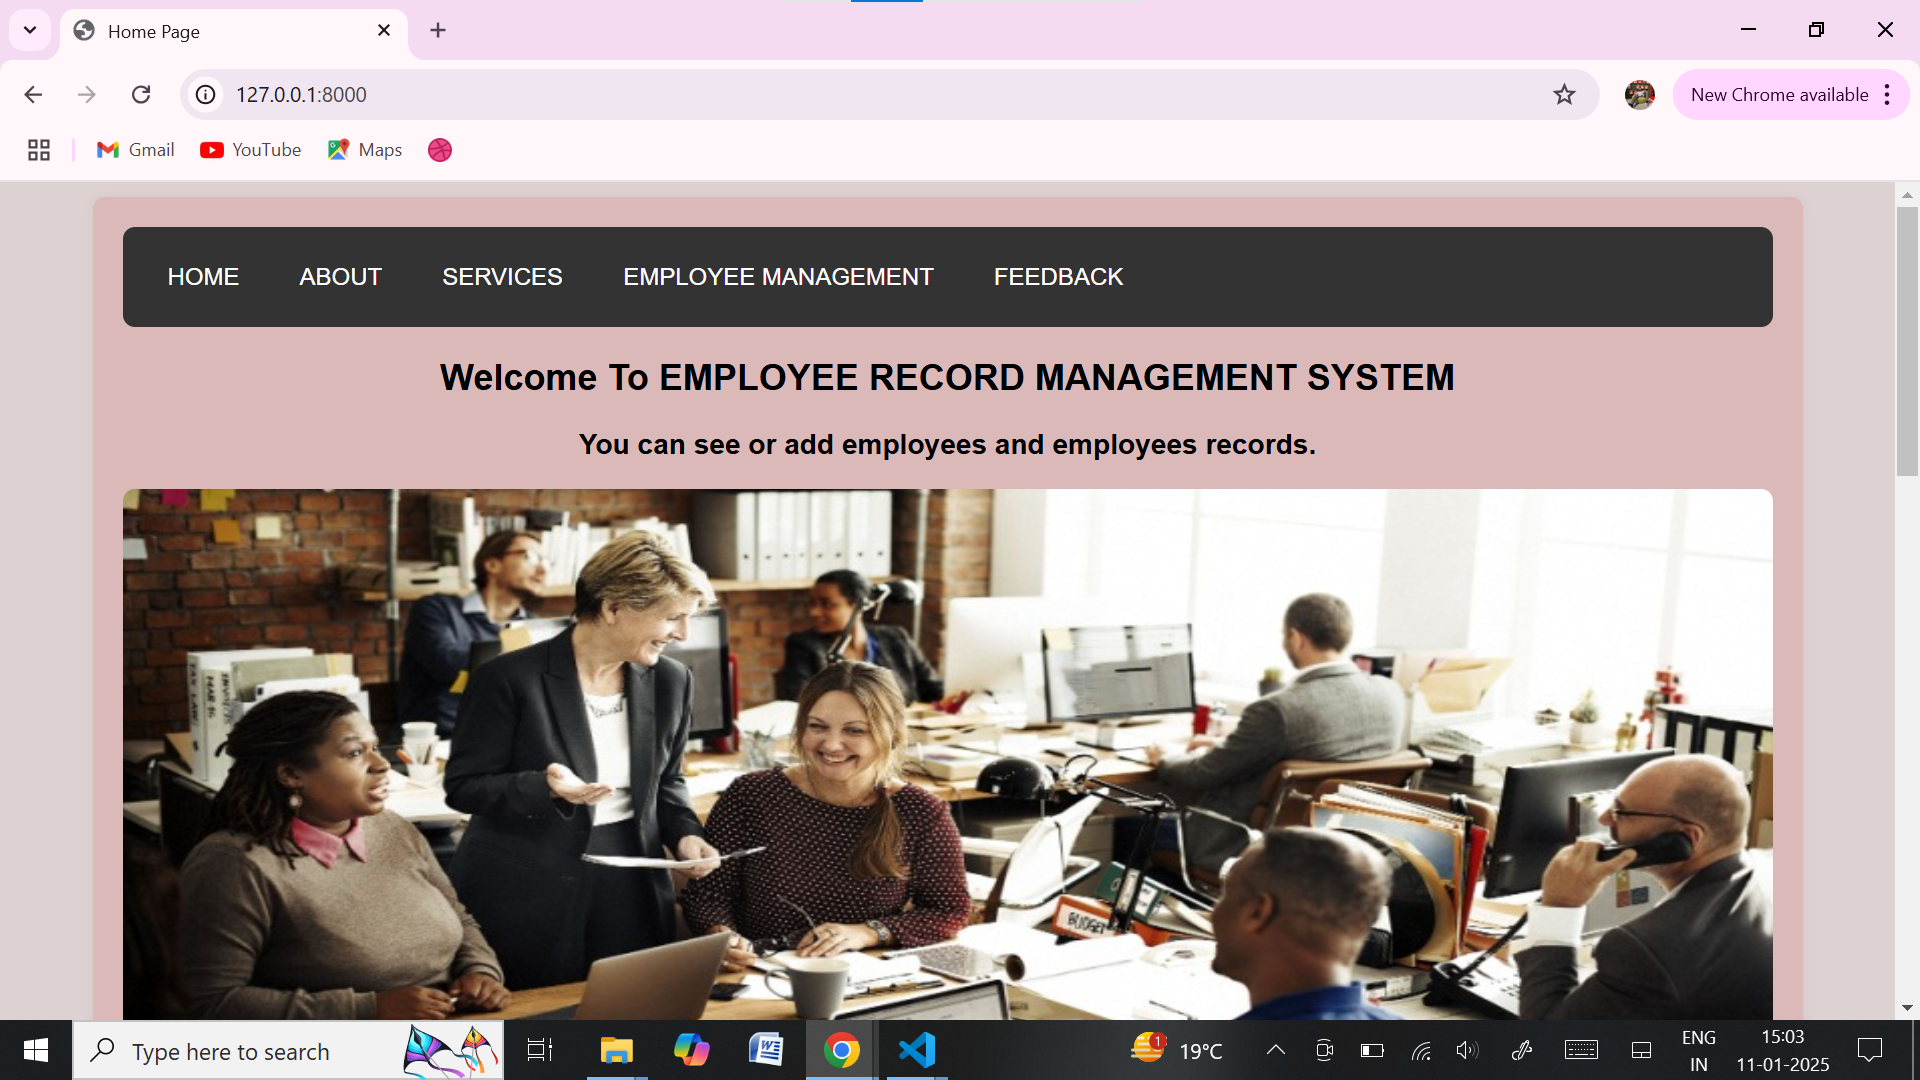 Home Page
127.0.0.1:8000
New Chrome available
Gmail
YouTube
Maps
HOME
ABOUT
SERVICES
EMPLOYEE MANAGEMENT
FEEDBACK
Welcome To EMPLOYEE RECORD MANAGEMENT SYSTEM
You can see or add employees and employees records.
BUDGET
Type here to search
1
19°C
ENG
IN
15:03
11-01-2025